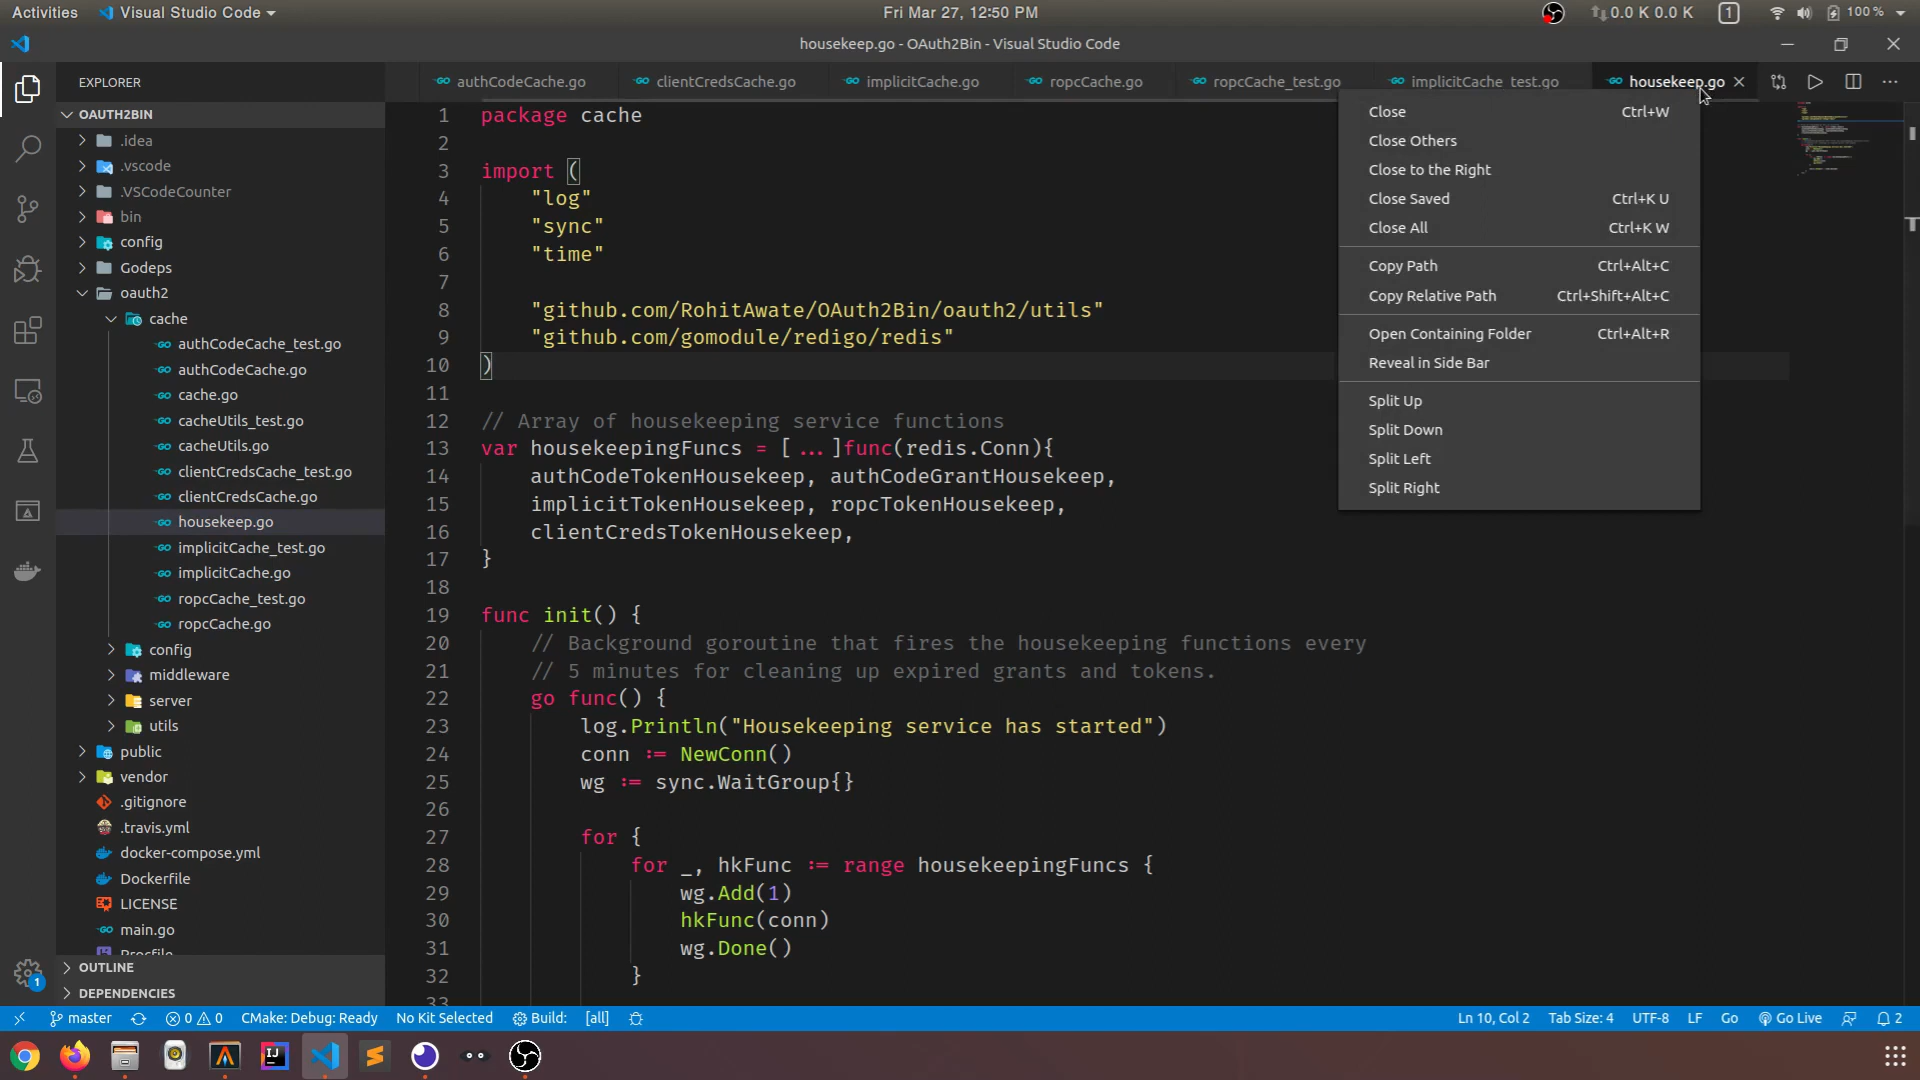 Activities
Visual Studio Code
Fri Mar 27, 12:50 PM
0.0 K 0.0 K
1
100 %
housekeep.go - OAuth2Bin - Visual Studio Code
EXPLORER
authCodeCache.go
clientCredsCache.go
implicitCache.go
ropcCache.go
ropcCache_test.go
implicitCache_test.go
housekeep.go
OAUTH2BIN
.idea
.vscode
.VSCodeCounter
bin
config
Godeps
oauth2
cache
authCodeCache_test.go
authCodeCache.go
cache.go
cacheUtils_test.go
cacheUtils.go
clientCredsCache_test.go
clientCredsCache.go
housekeep.go
implicitCache_test.go
implicitCache.go
ropcCache_test.go
ropcCache.go
config
middleware
server
utils
public
vendor
.gitignore
.travis.yml
docker-compose.yml
Dockerfile
LICENSE
main.go
Procfile
OUTLINE
DEPENDENCIES
1
1 package cache
2
3 import (
4 "log"
5 "sync"
6 "time"
7
8 "github.com/RohitAwate/OAuth2Bin/oauth2/utils"
9 "github.com/gomodule/redigo/redis"
10 )
11
12 // Array of housekeeping service functions
13 var housekeepingFuncs = [...]func(redis.Conn){
14 authCodeTokenHousekeep, authCodeGrantHousekeep,
15 implicitTokenHousekeep, ropcTokenHousekeep,
16 clientCredsTokenHousekeep,
17 }
18
19 func init() {
20 // Background goroutine that fires the housekeeping functions every
21 // 5 minutes for cleaning up expired grants and tokens.
22 go func() {
23 log.Println("Housekeeping service has started")
24 conn := NewConn()
25 wg := sync.WaitGroup{}
26
27 for {
28 for _, hkFunc := range housekeepingFuncs {
29 wg.Add(1)
30 hkFunc(conn)
31 wg.Done()
32 }
33
Close Ctrl+W
Close Others
Close to the Right
Close Saved Ctrl+K U
Close All Ctrl+K W
Copy Path Ctrl+Alt+C
Copy Relative Path Ctrl+Shift+Alt+C
Open Containing Folder Ctrl+Alt+R
Reveal in Side Bar
Split Up
Split Down
Split Left
Split Right
master
0
0
CMake: Debug: Ready
No Kit Selected
Build:
[all]
Ln 10, Col 2
Tab Size: 4
UTF-8
LF
Go
Go Live
2